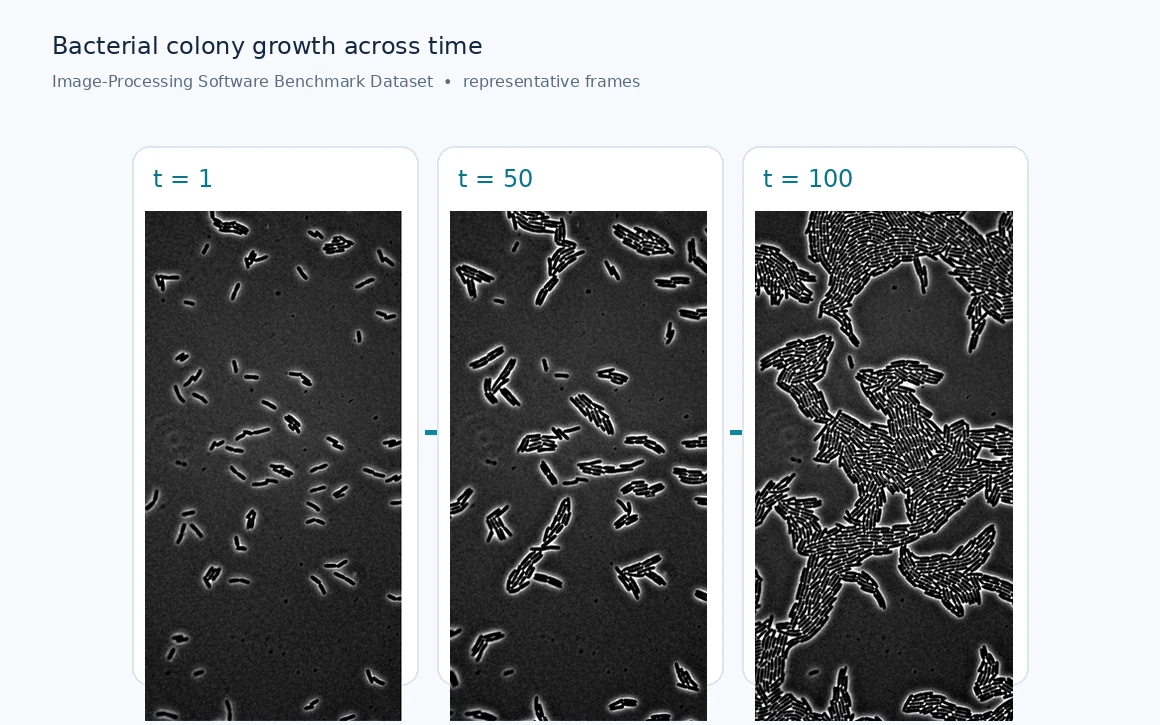 Bacterial colony growth across time
Image-Processing Software Benchmark Dataset • representative frames
t = 1
t = 50
t = 100